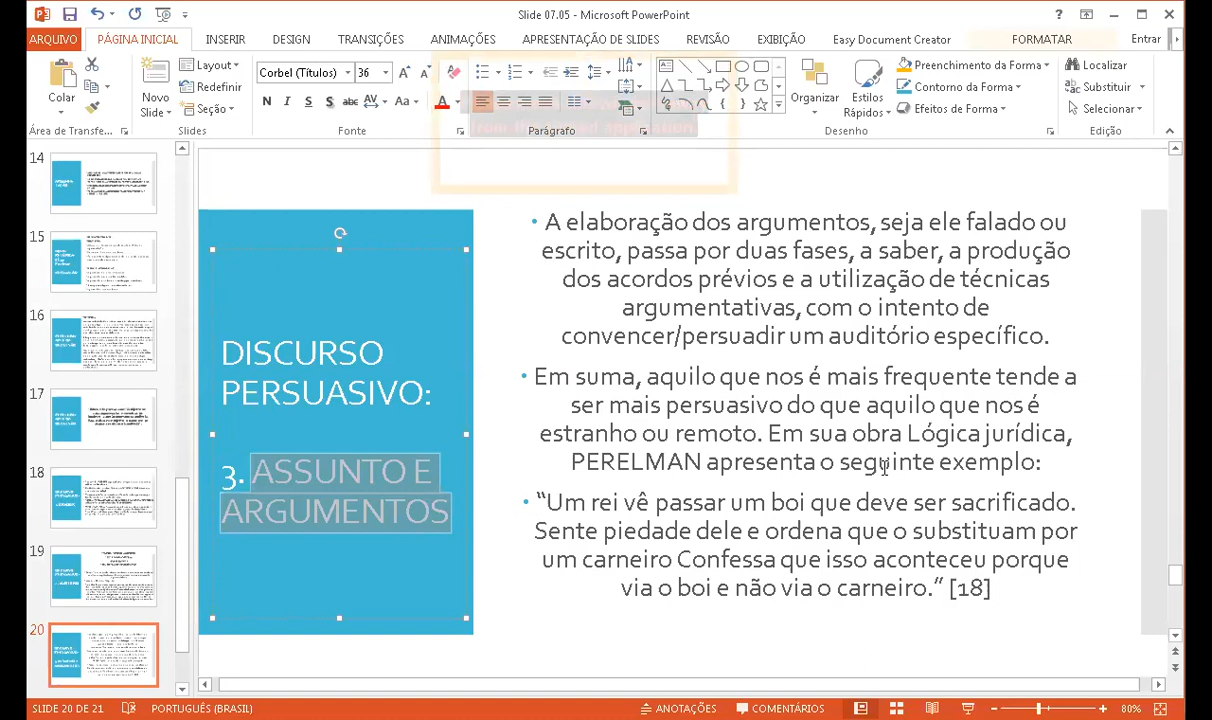 Slide 07.05 - Microsoft PowerPoint
ARQUIVO PÁGINA INICIAL INSERIR DESIGN TRANSIÇÕES ANIMAÇÕES APRESENTAÇÃO DE SLIDES REVISÃO EXIBIÇÃO Easy Document Creator FORMATAR Entrar
Colar
Área de Transfe...
Novo Slide
Layout
Redefinir
Seção
Slides
Corbel (Títulos) 36
N I S S abc AV Aa A
Fonte
Parágrafo
Organizar
Estilos Rápidos
Preenchimento da Forma
Contorno da Forma
Efeitos de Forma
Desenho
Localizar
Substituir
Selecionar
Edição
14
15
16
17
18
19
20
DISCURSO
PERSUASIVO:
3. ASSUNTO E
ARGUMENTOS
• A elaboração dos argumentos, seja ele falado ou
escrito, passa por duas fases, a saber, a produção
dos acordos prévios e a utilização de técnicas
argumentativas, com o intento de
convencer/persuadir um auditório específico.
• Em suma, aquilo que nos é mais frequente tende a
ser mais persuasivo do que aquilo que nos é
estranho ou remoto. Em sua obra Lógica jurídica,
PERELMAN apresenta o seguinte exemplo:
• “Um rei vê passar um boi que deve ser sacrificado.
Sente piedade dele e ordena que o substituam por
um carneiro Confessa que isso aconteceu porque
via o boi e não via o carneiro.” [18]
SLIDE 20 DE 21 PORTUGUÊS (BRASIL) ANOTAÇÕES COMENTÁRIOS 80%